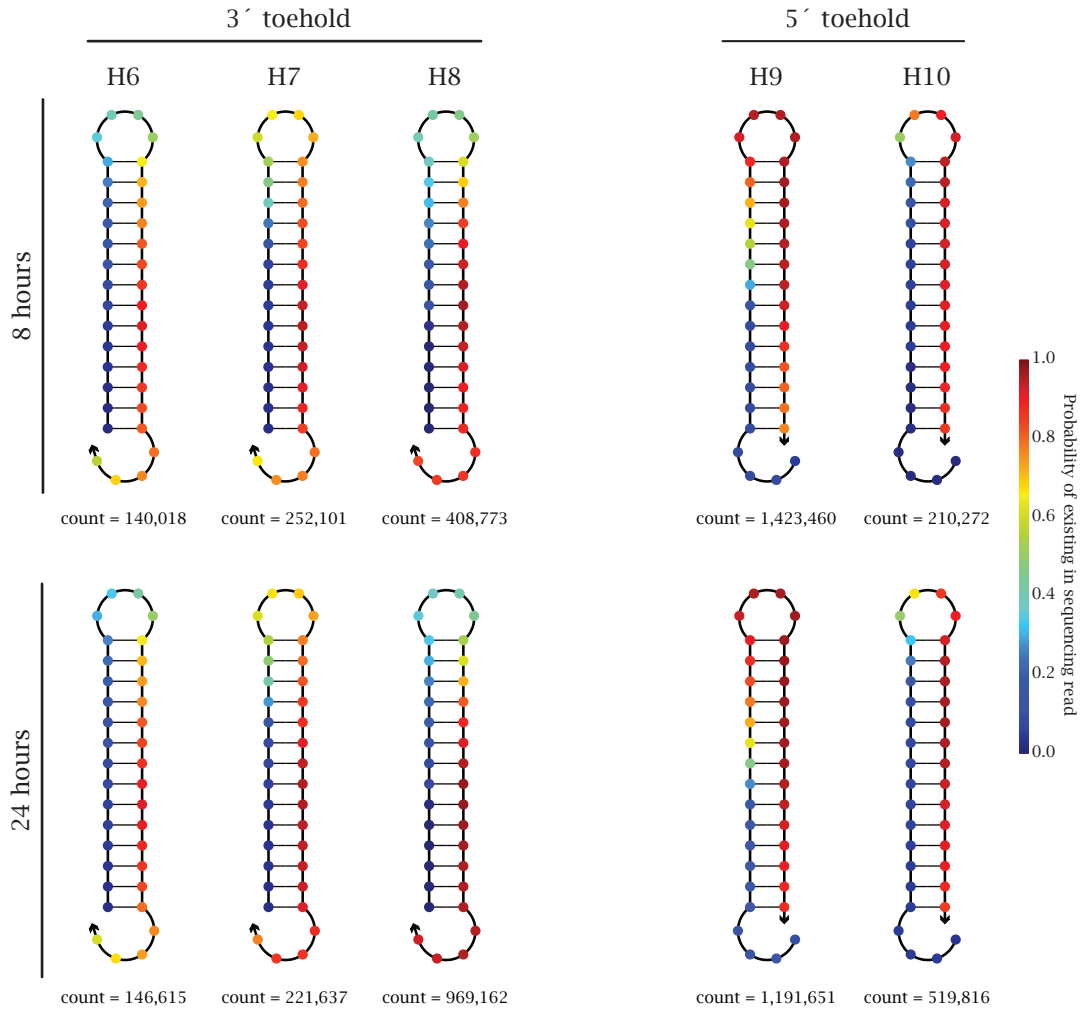 3´ toehold
5´ toehold
H6
H7
H8
H9
H10
8 hours
count = 140,018
count = 252,101
count = 408,773
count = 1,423,460
count = 210,272
24 hours
count = 146,615
count = 221,637
count = 969,162
count = 1,191,651
count = 519,816
1.0
0.8
0.6
0.4
0.2
0.0
Probability of existing in sequencing read